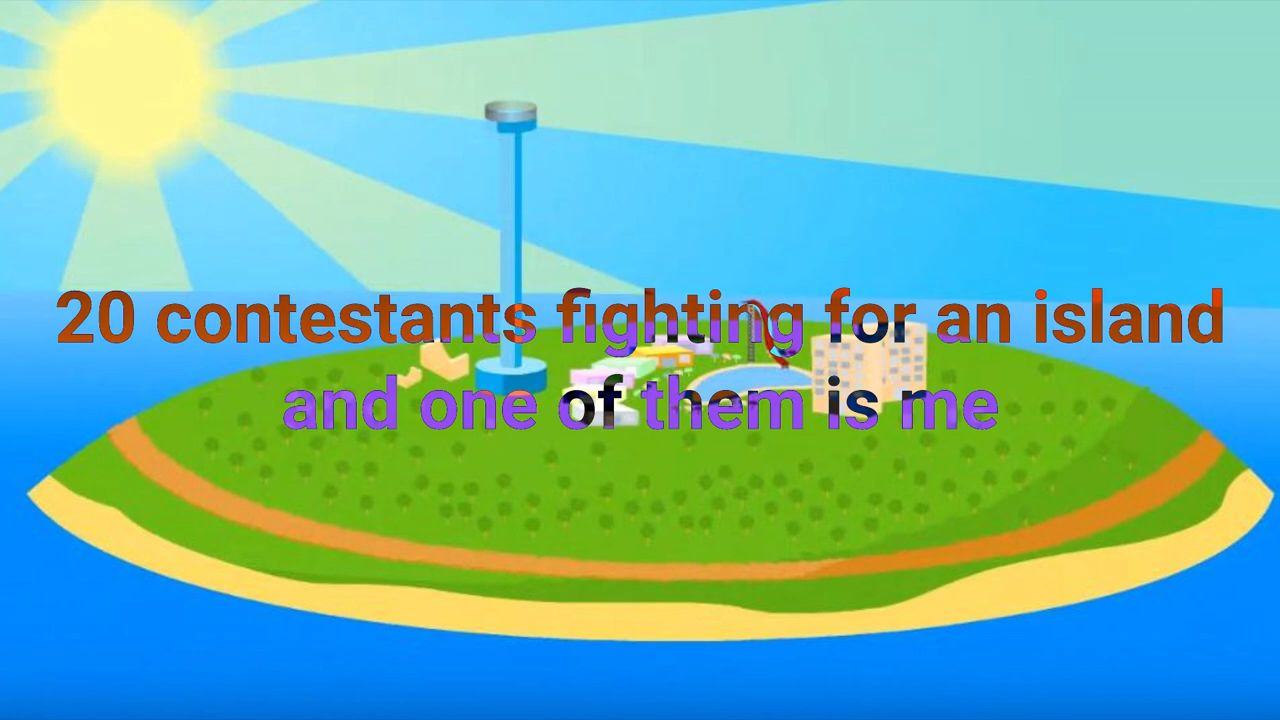 20 contestants fighting for an island
and one of them is me